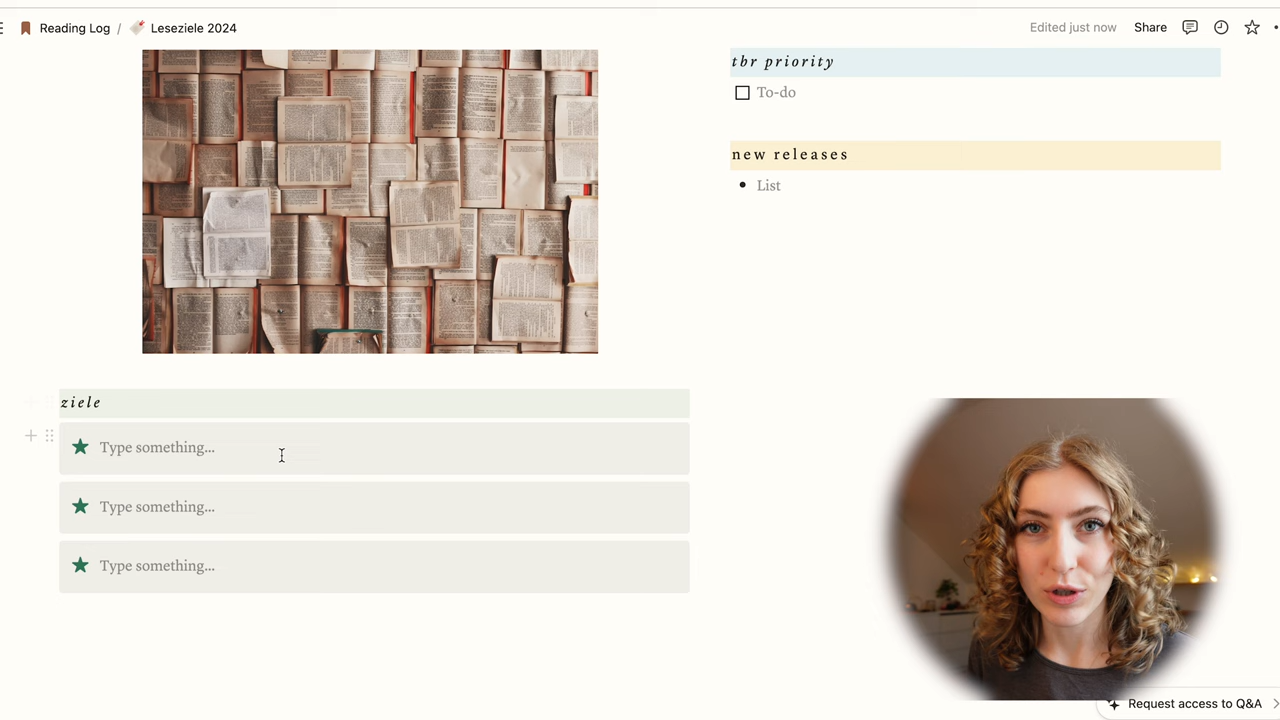 Reading Log / Leseziele 2024
Edited just now Share
tbr priority
To-do
new releases
List
ziele
Type something...
Type something...
Type something...
Request access to Q&A